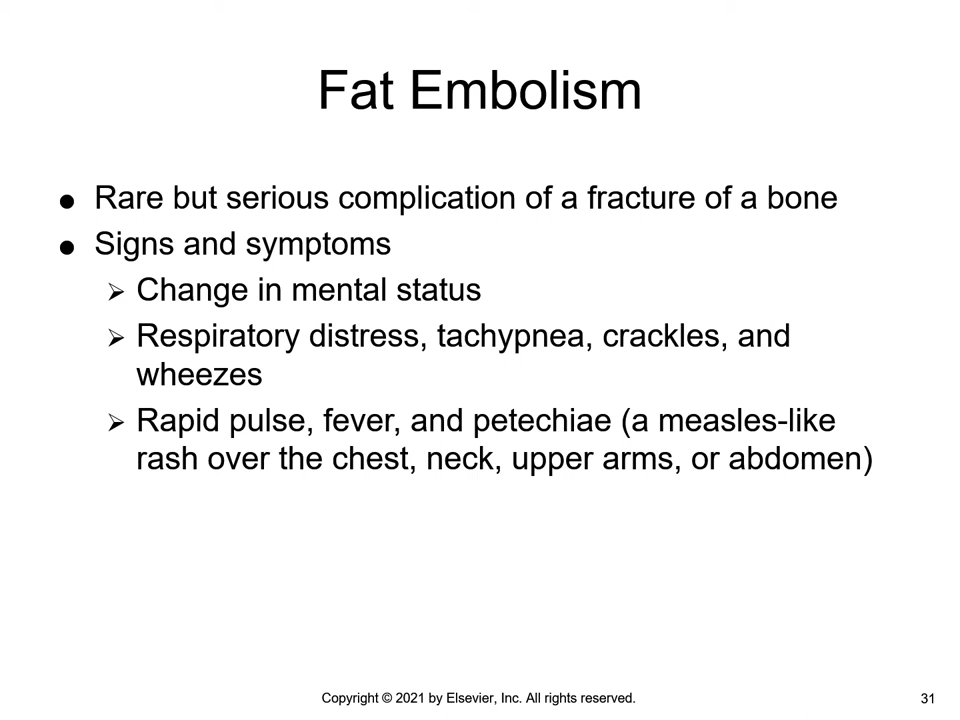 Fat Embolism
● Rare but serious complication of a fracture of a bone
● Signs and symptoms
➢ Change in mental status
➢ Respiratory distress, tachypnea, crackles, and
wheezes
➢ Rapid pulse, fever, and petechiae (a measles-like
rash over the chest, neck, upper arms, or abdomen)
Copyright © 2021 by Elsevier, Inc. All rights reserved.
31